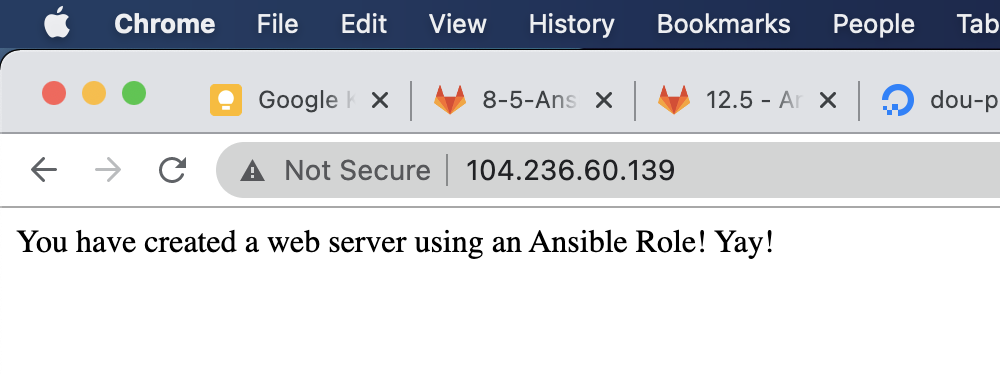 Chrome File Edit View History Bookmarks People Tab
Google 8-5-Ans 12.5 - Ar dou-p
Not Secure 104.236.60.139
You have created a web server using an Ansible Role! Yay!